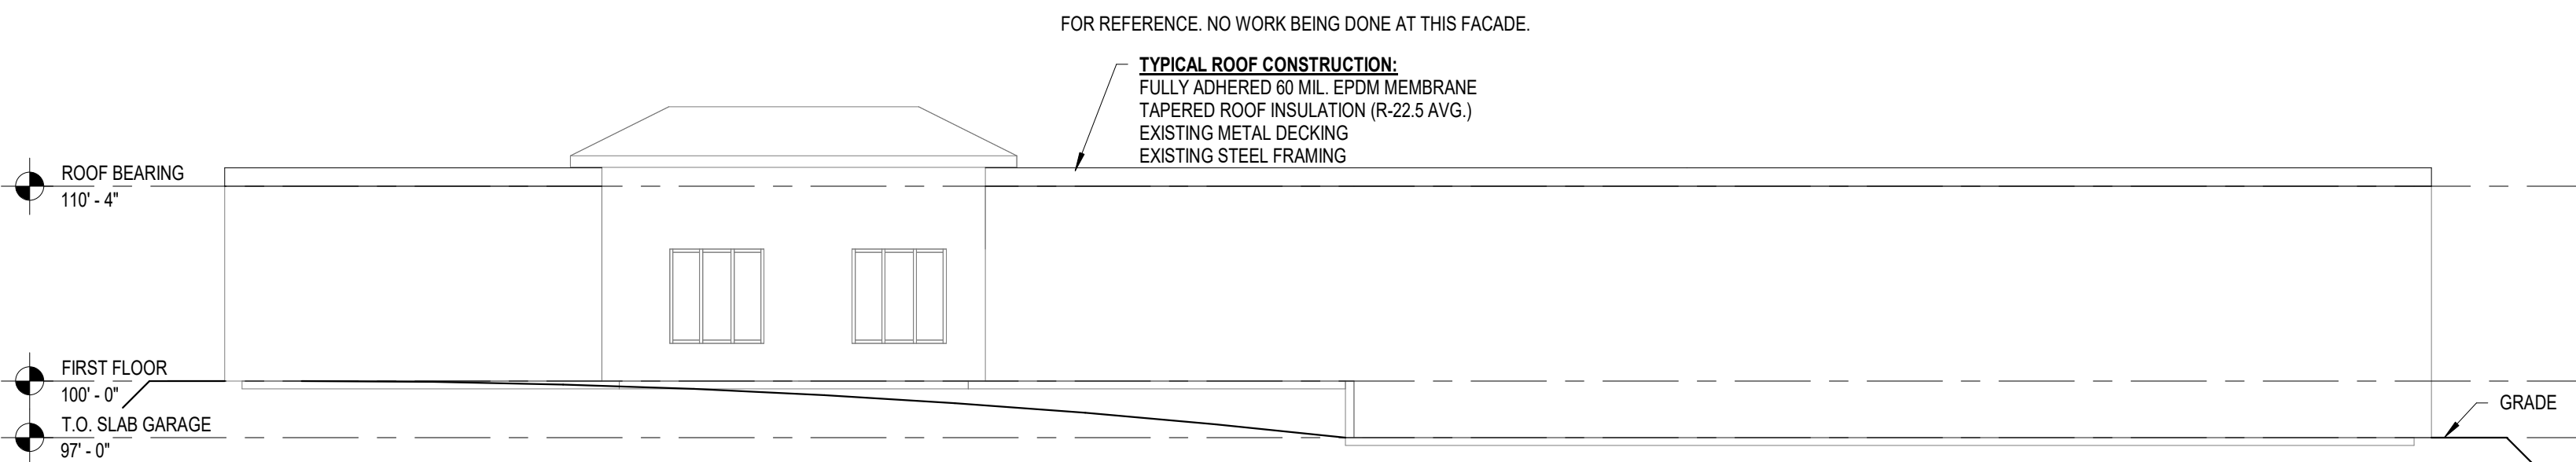 FOR REFERENCE. NO WORK BEING DONE AT THIS FACADE.
TYPICAL ROOF CONSTRUCTION:
FULLY ADHERED 60 MIL. EPDM MEMBRANE
TAPERED ROOF INSULATION (R-22.5 AVG.)
EXISTING METAL DECKING
EXISTING STEEL FRAMING
ROOF BEARING
110' - 4"
FIRST FLOOR
100' - 0"
T.O. SLAB GARAGE
97' - 0"
GRADE